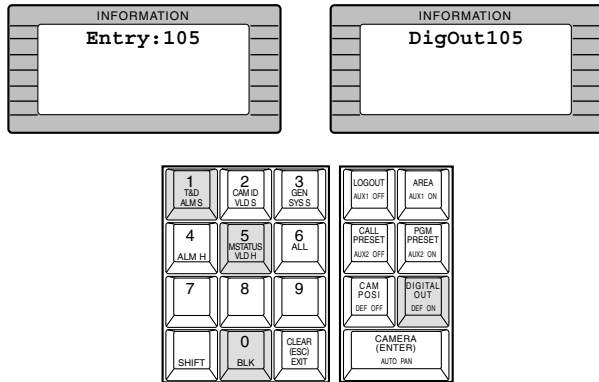 INFORMATION
Entry:105
INFORMATION
DigOut105
1
T&D
ALM S
2
CAM ID
VLD S
3
GEN
SYS S
4
ALM H
5
MSTATUS
VLD H
6
ALL
7
8
9
SHIFT
0
BLK
CLEAR
(ESC)
EXIT
LOGOUT
AUX1 OFF
AREA
AUX1 ON
CALL
PRESET
AUX2 OFF
PGM
PRESET
AUX2 ON
CAM
POSI
DEF OFF
DIGITAL
OUT
DEF ON
CAMERA
(ENTER)
AUTO PAN